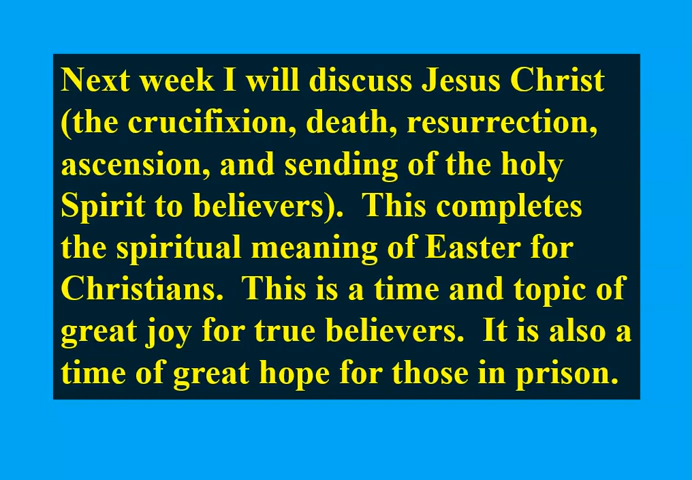 Next week I will discuss Jesus Christ
(the crucifixion, death, resurrection,
ascension, and sending of the holy
Spirit to believers).  This completes
the spiritual meaning of Easter for
Christians.  This is a time and topic of
great joy for true believers.  It is also a
time of great hope for those in prison.